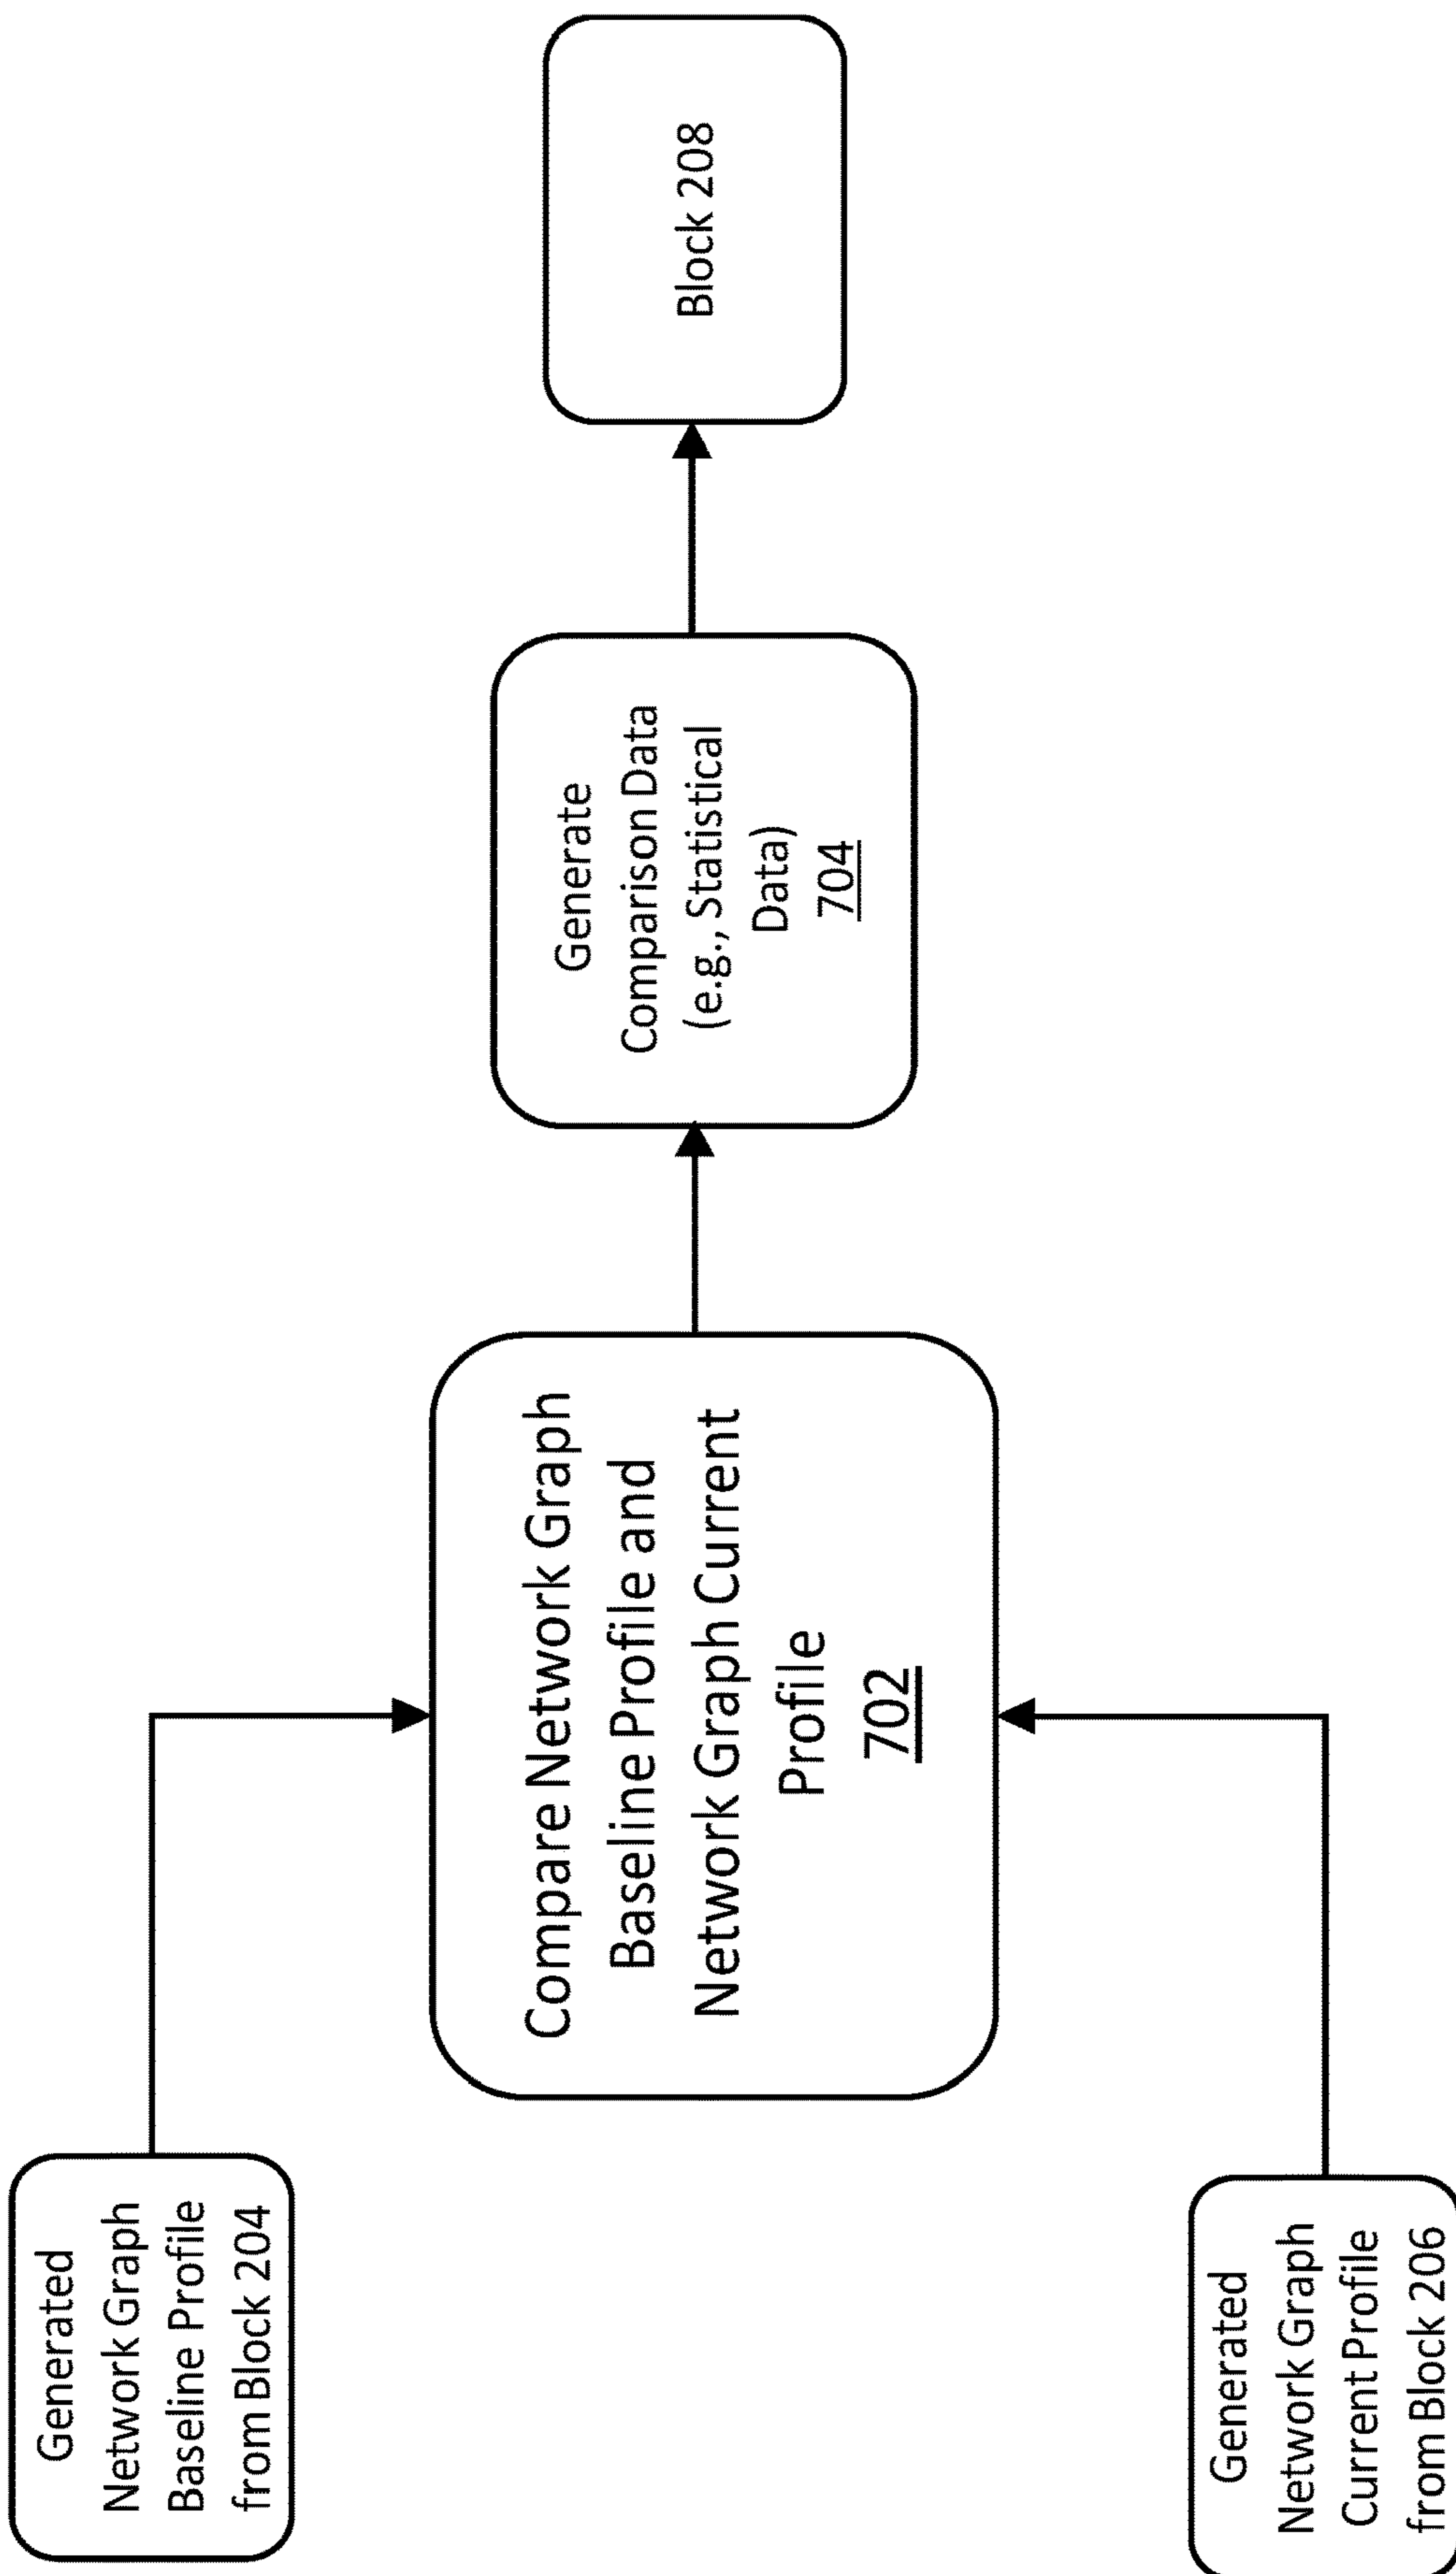 Generated
Network Graph
Baseline Profile
from Block 204
Generated
Network Graph
Current Profile
from Block 206
Compare Network Graph
Baseline Profile and
Network Graph Current
Profile
702
Generate
Comparison Data
(e.g., Statistical
Data)
704
Block 208